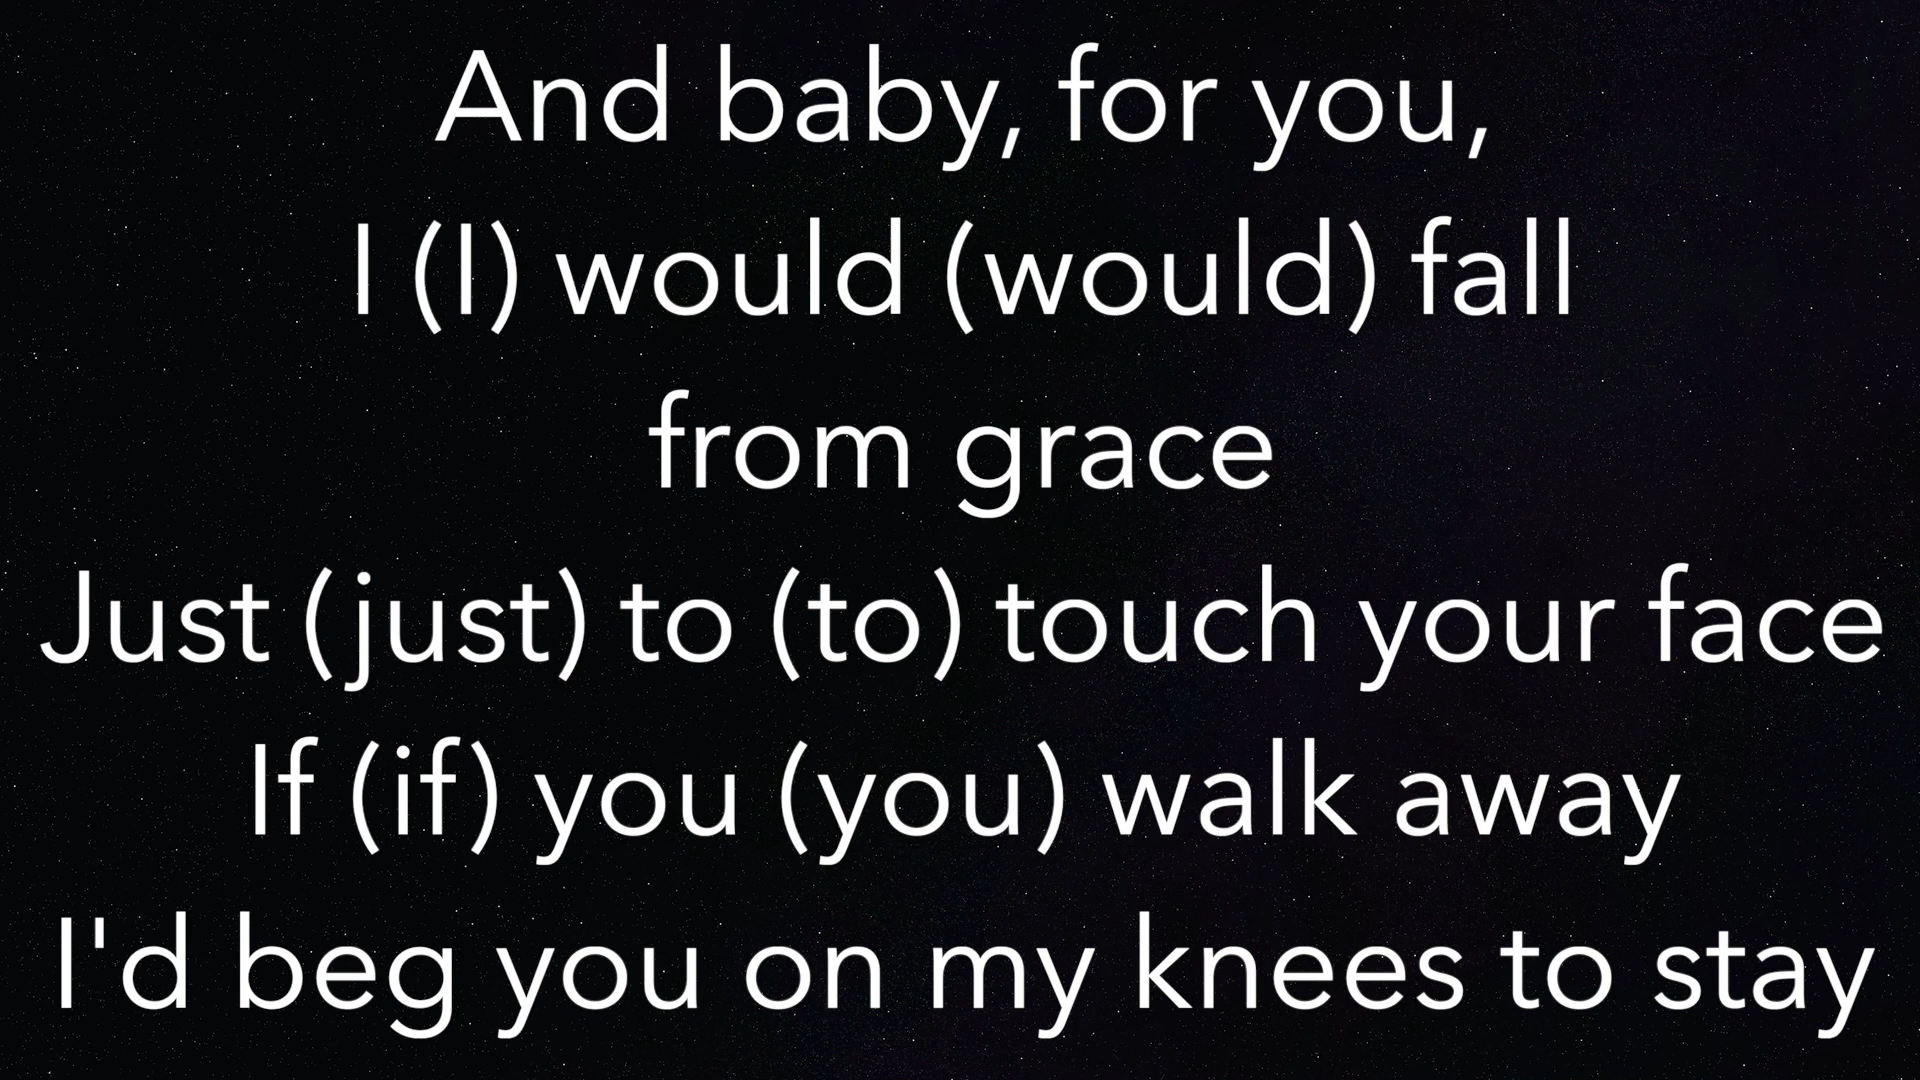 And baby, for you,
I (I) would (would) fall
from grace
Just (just) to (to) touch your face
If (if) you (you) walk away
I'd beg you on my knees to stay